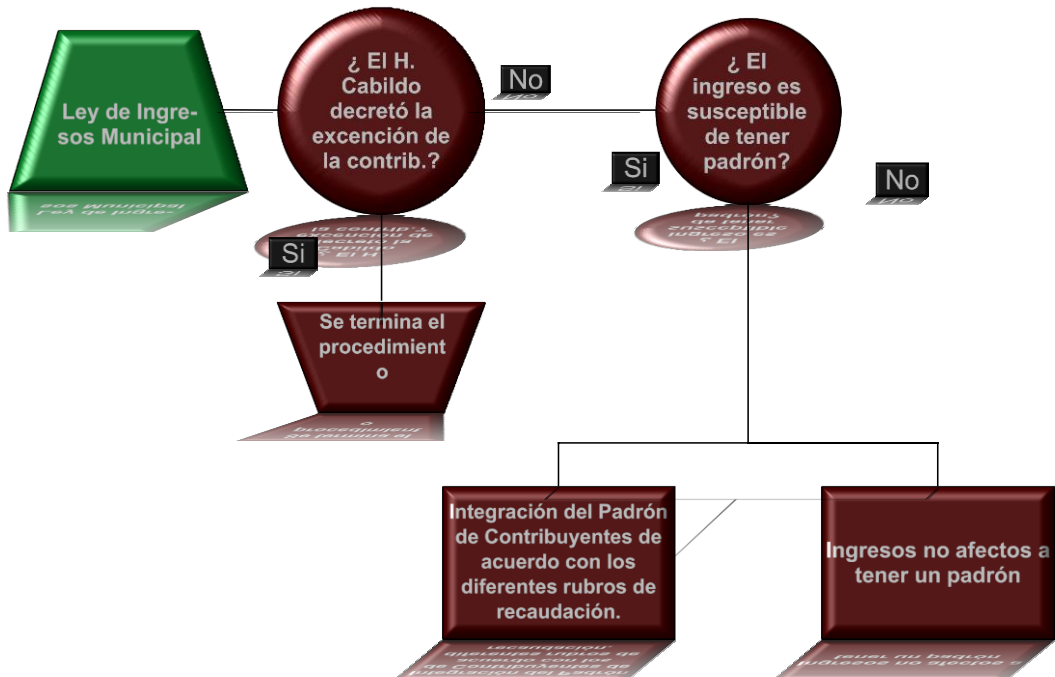 Ley de Ingre-
sos Municipal
¿ El H.
Cabildo
decretó la
excención de
la contrib.?
No
¿ El
ingreso es
susceptible
de tener
padrón?
Si
No
Si
Se termina el
procedimient
o
Integración del Padrón
de Contribuyentes de
acuerdo con los
diferentes rubros de
recaudación.
Ingresos no afectos a
tener un padrón